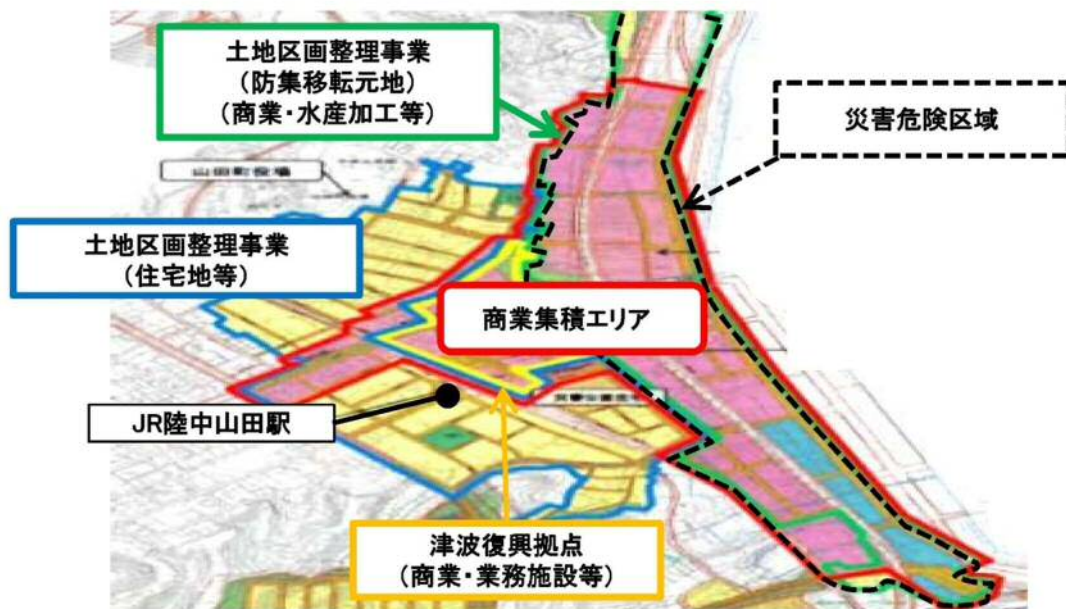 土地区画整理事業
(防集移転元地)
(商業・水産加工等)
災害危険区域
山田町役場
土地区画整理事業
(住宅地等)
商業集積エリア
JR陸中山田駅
津波復興拠点
(商業・業務施設等)